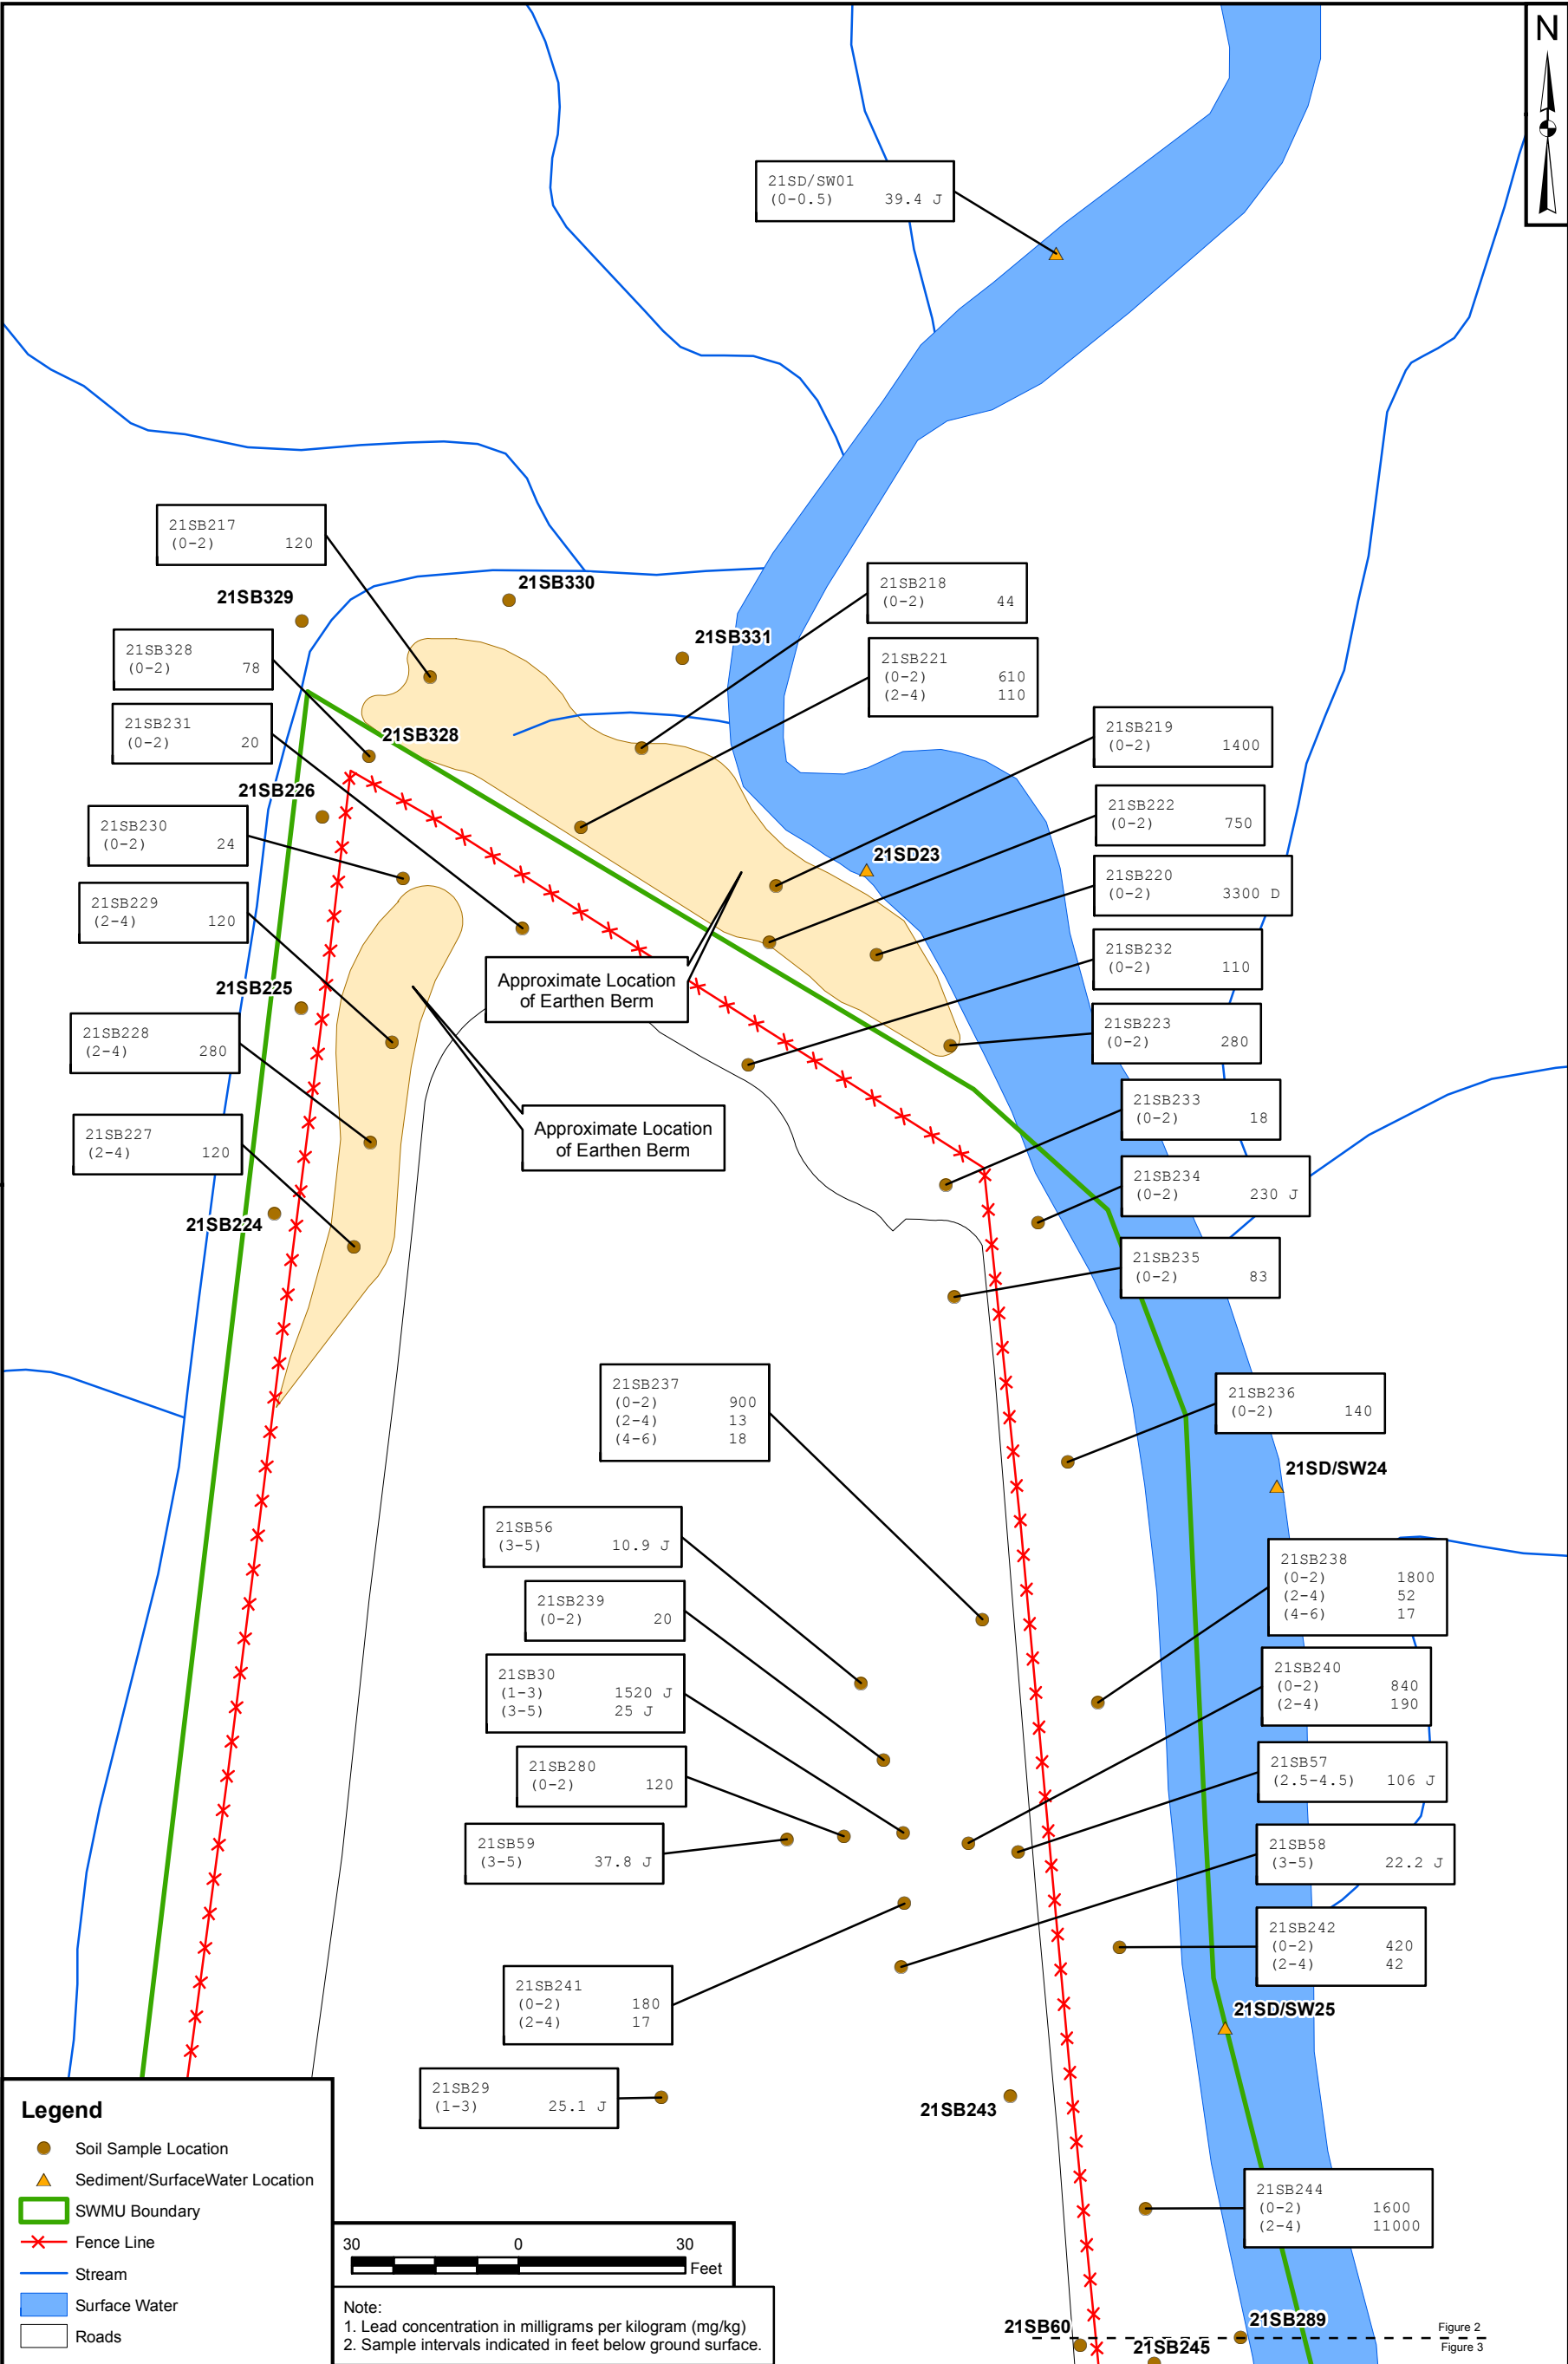 N
21SD/SW01
(0-0.5) 39.4 J
21SB217
(0-2) 120
21SB330
21SB329
21SB218
(0-2) 44
21SB331
21SB328
(0-2) 78
21SB221
(0-2) 610
(2-4) 110
21SB231
(0-2) 20
21SB328
21SB219
(0-2) 1400
21SB226
21SB222
(0-2) 750
21SB230
(0-2) 24
21SD23
21SB220
(0-2) 3300 D
21SB229
(2-4) 120
21SB232
(0-2) 110
Approximate Location
of Earthen Berm
21SB225
21SB228
(2-4) 280
21SB223
(0-2) 280
21SB233
(0-2) 18
Approximate Location
of Earthen Berm
21SB227
(2-4) 120
21SB234
(0-2) 230 J
21SB224
21SB235
(0-2) 83
21SB237
(0-2) 900
(2-4) 13
(4-6) 18
21SB236
(0-2) 140
21SD/SW24
21SB56
(3-5) 10.9 J
21SB238
(0-2) 1800
(2-4) 52
(4-6) 17
21SB239
(0-2) 20
21SB30
(1-3) 1520 J
(3-5) 25 J
21SB240
(0-2) 840
(2-4) 190
21SB280
(0-2) 120
21SB57
(2.5-4.5) 106 J
21SB59
(3-5) 37.8 J
21SB58
(3-5) 22.2 J
21SB242
(0-2) 420
(2-4) 42
21SB241
(0-2) 180
(2-4) 17
21SD/SW25
21SB29
(1-3) 25.1 J
21SB243
21SB244
(0-2) 1600
(2-4) 11000
Legend
Soil Sample Location
Sediment/SurfaceWater Location
SWMU Boundary
Fence Line
Stream
Surface Water
Roads
30 0 30
Feet
Note:
1. Lead concentration in milligrams per kilogram (mg/kg)
2. Sample intervals indicated in feet below ground surface.
21SB60
21SB289
21SB245
Figure 2
Figure 3